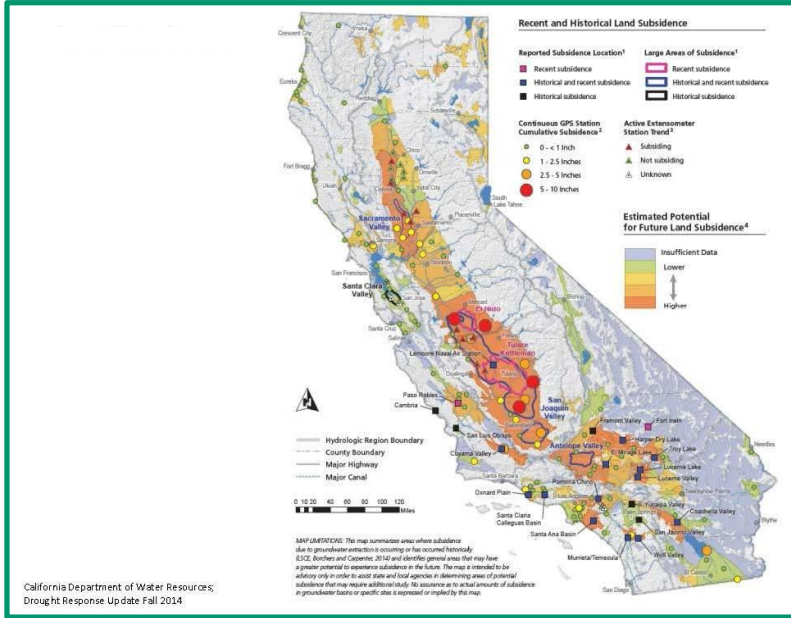 Recent and Historical Land Subsidence
Reported Subsidence Location¹
Recent subsidence
Historical and recent subsidence
Historical subsidence
Large Areas of Subsidence¹
Recent subsidence
Historical and recent subsidence
Historical subsidence
Continuous GPS Station
Cumulative Subsidence²
0 - < 1 Inch
1 - 2.5 Inches
2.5 - 5 Inches
5 - 10 Inches
Active Extensometer
Station Trend³
Subsiding
Not subsiding
Unknown
Estimated Potential
for Future Land Subsidence⁴
Insufficient Data
Lower
Higher
Crescent City
Yreka
Eureka
Redding
Susanville
Chico
Oroville
Fort Bragg
Colusa
Yuba City
Ukiah
South
Lake Tahoe
Placerville
Sacramento
Valley
Sacramento
Stockton
San Francisco
Santa Clara
Valley
San Jose
Merced
El Nido
Bishop
Santa Cruz
Salinas
Fresno
Lemoore Naval Air Station
Tulare
Kettleman
Coalinga
Tulare
Paso Robles
Cambria
San Joaquin
Valley
Bakersfield
San Luis Obispo
Fremont Valley
Fort Irwin
Harper Dry Lake
Antelope Valley
El Mirage Lake
Troy Lake
Needles
Cuyama Valley
Lucerne Lake
Lucerne Valley
Santa Barbara
Pomona Chino
Twentynine Palms
Oxnard Plain
Los Angeles
Yucaipa Valley
Palm Springs
Coachella Valley
Santa Clara
Calleguas Basin
San Jacinto Valley
Blythe
Santa Ana Basin
Wolf Valley
Murrieta/Temecula
El Centro
San Diego
Hydrologic Region Boundary
County Boundary
Major Highway
Major Canal
0 10 20 40 60 80 100 120
Miles
MAP LIMITATIONS: This map summarizes areas where subsidence
due to groundwater extraction is occurring or has occurred historically
(LSCE, Borchers and Carpenter, 2014) and identifies general areas that may have
a greater potential to experience subsidence in the future. The map is intended to be
advisory only in order to assist state and local agencies in determining areas of potential
subsidence that may require additional study. No assurance as to actual amounts of subsidence
in groundwater basins or specific sites is expressed or implied by this map.
California Department of Water Resources;
Drought Response Update Fall 2014